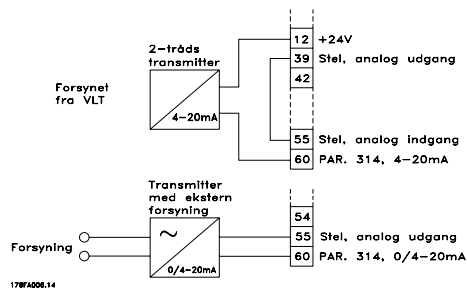 12 +24V
2-tråds
transmitter
39 Stel, analog udgang
42
Forsynet
fra VLT
4-20mA
55 Stel, analog indgang
60 PAR. 314, 4-20mA
Transmitter
med ekstern
forsyning
54
~
Forsyning
55 Stel, analog udgang
60 PAR. 314, 0/4-20mA
0/4-20mA
176FA006.14